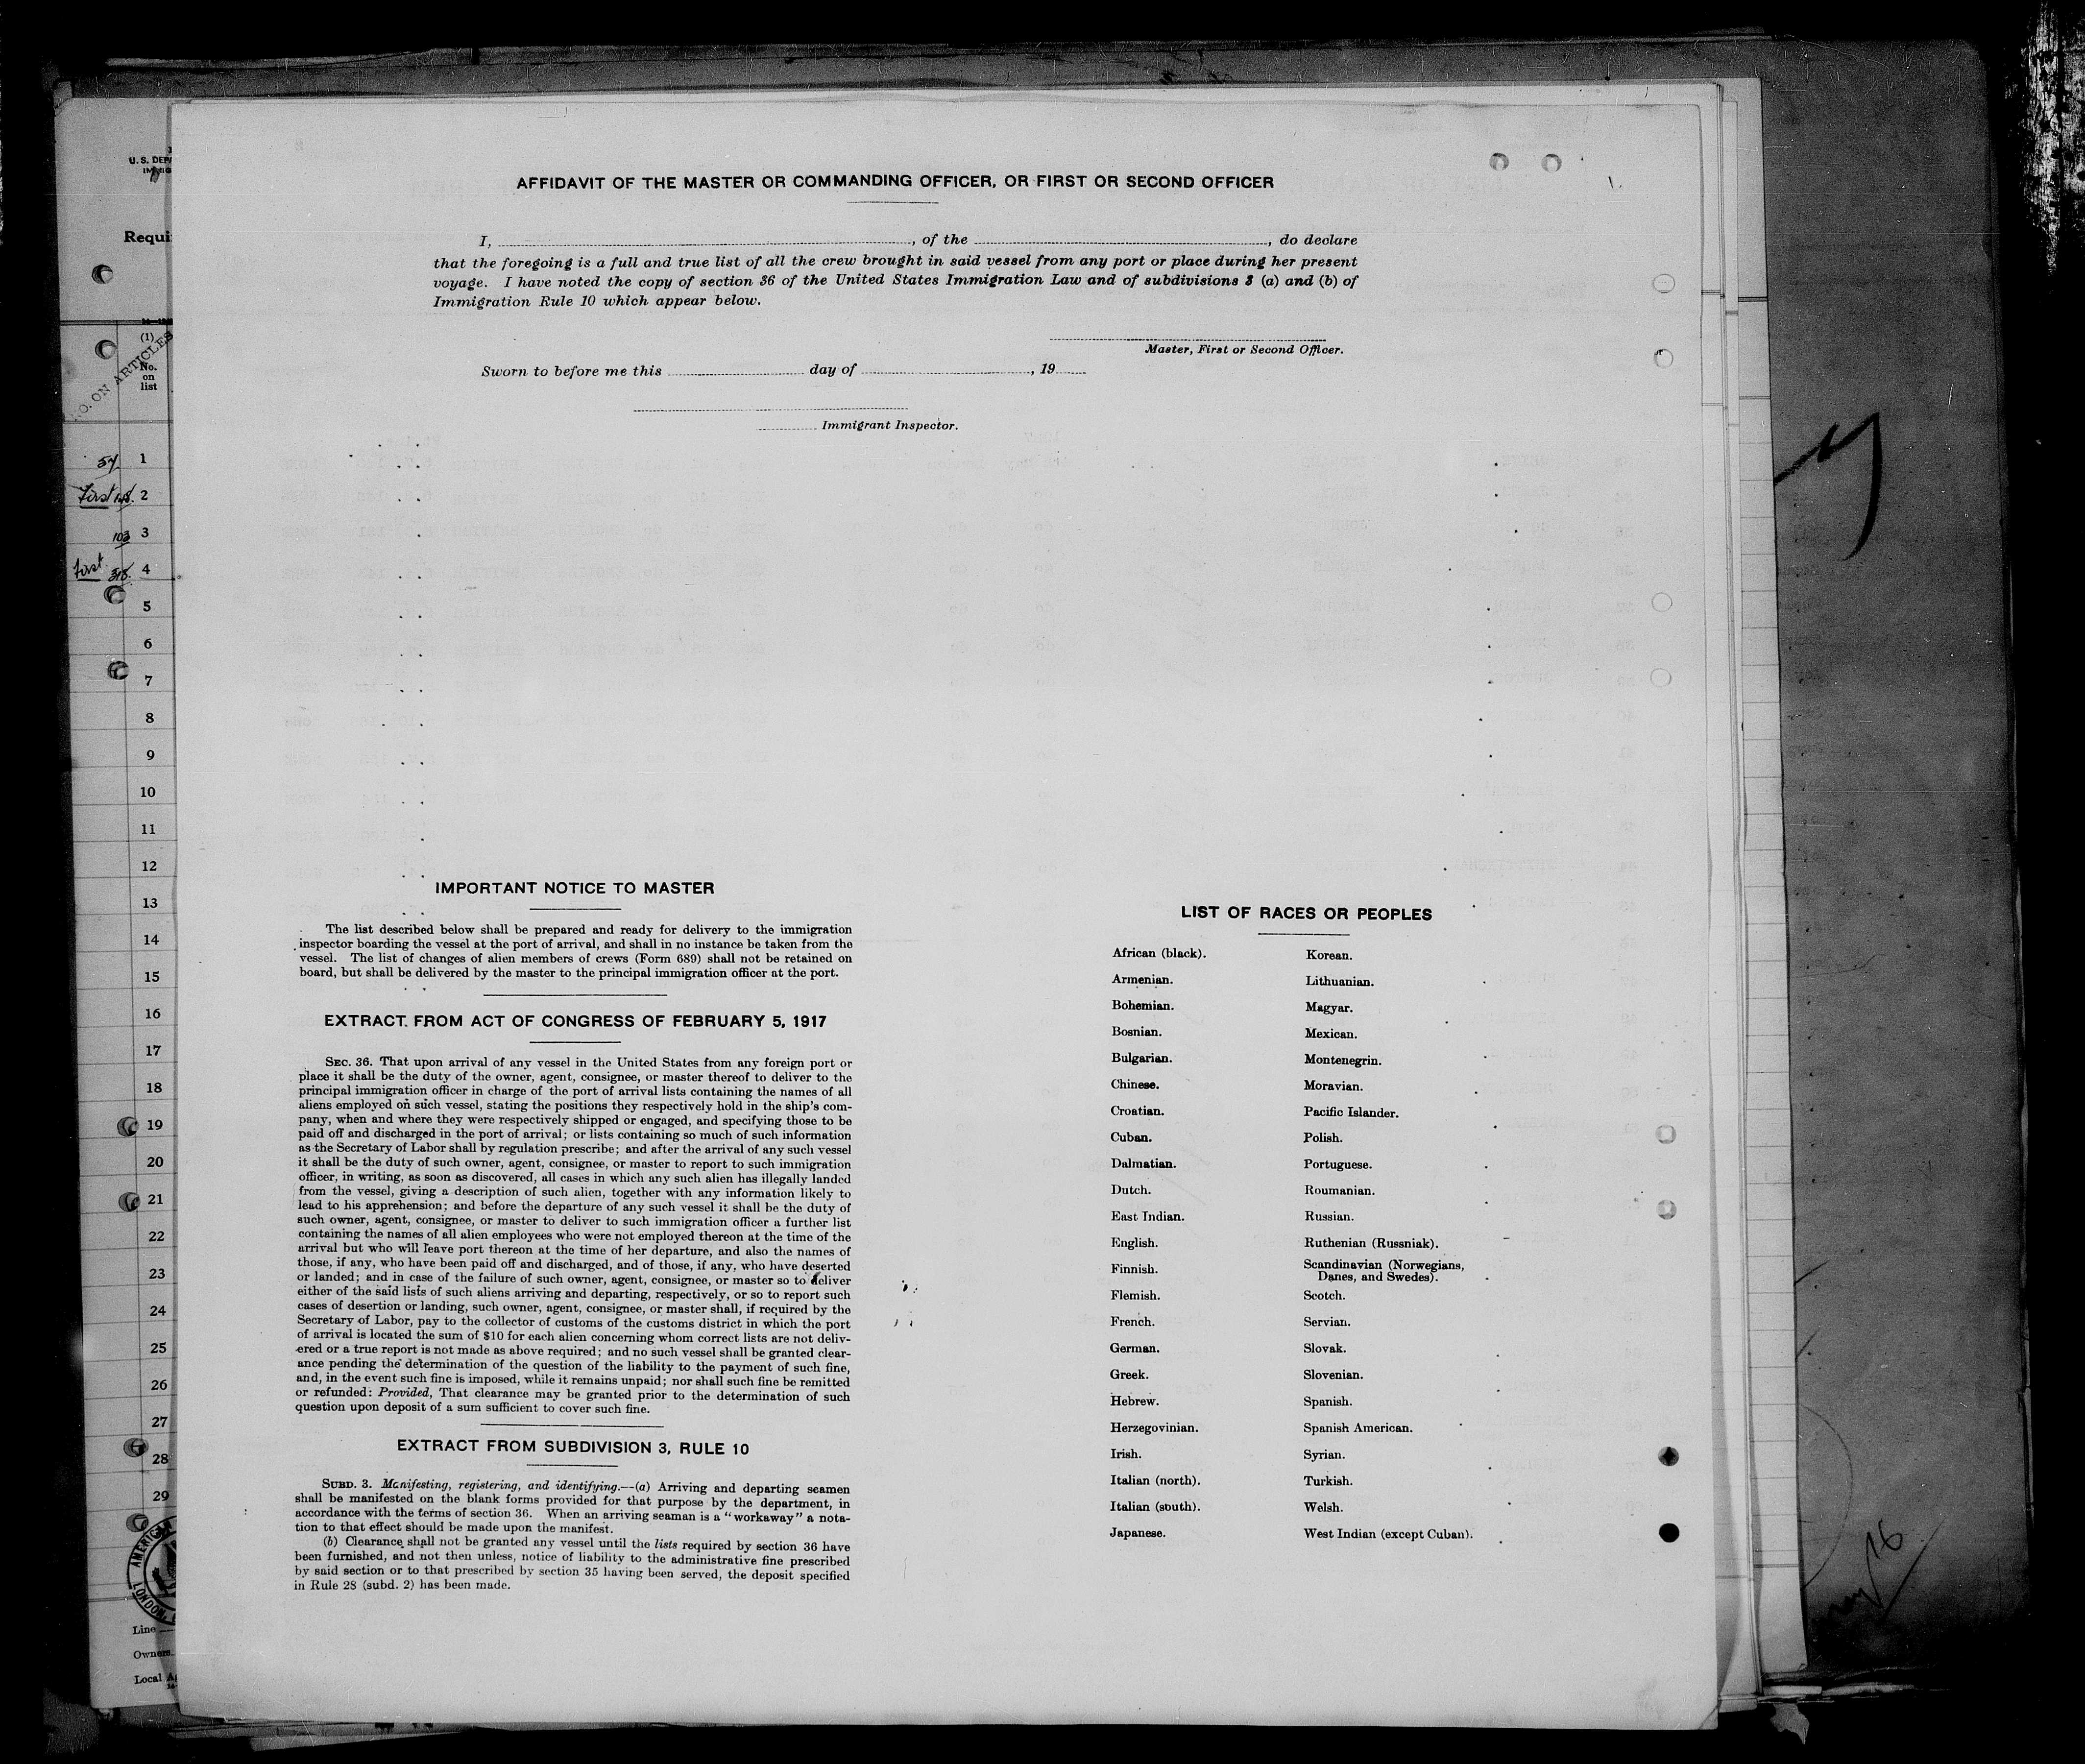 AFFIDAVIT OF THE MASTER OR COMMANDING OFFICER, OR FIRST OR SECOND OFFICER
I, , of the , do declare
that the foregoing is a full and true list of all the crew brought in said vessel from any port or place during her present
voyage. I have noted the copy of section 36 of the United States Immigration Law and of subdivisions 3 (a) and (b) of
Immigration Rule 10 which appear below.
Master, First or Second Officer.
Sworn to before me this day of , 19
Immigrant Inspector.
IMPORTANT NOTICE TO MASTER
The list described below shall be prepared and ready for delivery to the immigration
inspector boarding the vessel at the port of arrival, and shall in no instance be taken from the
vessel. The list of changes of alien members of crews (Form 689) shall not be retained on
board, but shall be delivered by the master to the principal immigration officer at the port.
EXTRACT FROM ACT OF CONGRESS OF FEBRUARY 5, 1917
SEC. 36. That upon arrival of any vessel in the United States from any foreign port or
place it shall be the duty of the owner, agent, consignee, or master thereof to deliver to the
principal immigration officer in charge of the port of arrival lists containing the names of all
aliens employed on such vessel, stating the positions they respectively hold in the ship's com-
pany, when and where they were respectively shipped or engaged, and specifying those to be
paid off and discharged in the port of arrival; or lists containing so much of such information
as the Secretary of Labor shall by regulation prescribe; and after the arrival of any such vessel
it shall be the duty of such owner, agent, consignee, or master to report to such immigration
officer, in writing, as soon as discovered, all cases in which any such alien has illegally landed
from the vessel, giving a description of such alien, together with any information likely to
lead to his apprehension; and before the departure of any such vessel it shall be the duty of
such owner, agent, consignee, or master to deliver to such immigration officer a further list
containing the names of all alien employees who were not employed thereon at the time of the
arrival but who will leave port thereon at the time of her departure, and also the names of
those, if any, who have been paid off and discharged, and of those, if any, who have deserted
or landed; and in case of the failure of such owner, agent, consignee, or master so to deliver
either of the said lists of such aliens arriving and departing, respectively, or so to report such
cases of desertion or landing, such owner, agent, consignee, or master shall, if required by the
Secretary of Labor, pay to the collector of customs of the customs district in which the port
of arrival is located the sum of $10 for each alien concerning whom correct lists are not deliv-
ered or a true report is not made as above required; and no such vessel shall be granted clear-
ance pending the determination of the question of the liability to the payment of such fine,
and, in the event such fine is imposed, while it remains unpaid; nor shall such fine be remitted
or refunded: Provided, That clearance may be granted prior to the determination of such
question upon deposit of a sum sufficient to cover such fine.
EXTRACT FROM SUBDIVISION 3, RULE 10
SUBD. 3. Manifesting, registering, and identifying.—(a) Arriving and departing seamen
shall be manifested on the blank forms provided for that purpose by the department, in
accordance with the terms of section 36. When an arriving seaman is a "workaway" a nota-
tion to that effect should be made upon the manifest.
(b) Clearance shall not be granted any vessel until the lists required by section 36 have
been furnished, and not then unless, notice of liability to the administrative fine prescribed
by said section or to that prescribed by section 35 having been served, the deposit specified
in Rule 28 (subd. 2) has been made.
LIST OF RACES OR PEOPLES
African (black).
Armenian.
Bohemian.
Bosnian.
Bulgarian.
Chinese.
Croatian.
Cuban.
Dalmatian.
Dutch.
East Indian.
English.
Finnish.
Flemish.
French.
German.
Greek.
Hebrew.
Herzegovinian.
Irish.
Italian (north).
Italian (south).
Japanese.
Korean.
Lithuanian.
Magyar.
Mexican.
Montenegrin.
Moravian.
Pacific Islander.
Polish.
Portuguese.
Roumanian.
Russian.
Ruthenian (Russniak).
Scandinavian (Norwegians,
Danes, and Swedes).
Scotch.
Servian.
Slovak.
Slovenian.
Spanish.
Spanish American.
Syrian.
Turkish.
Welsh.
West Indian (except Cuban).
U. S. DEPA
Requi
NO. ON ARTICLES
(1)
No.
on
list
1
First 2
103 3
First 4
5
6
7
8
9
10
11
12
13
14
15
16
17
18
19
20
21
22
23
24
25
26
27
28
29
AMERICAN
LONDON,
Line
Owners
Local A